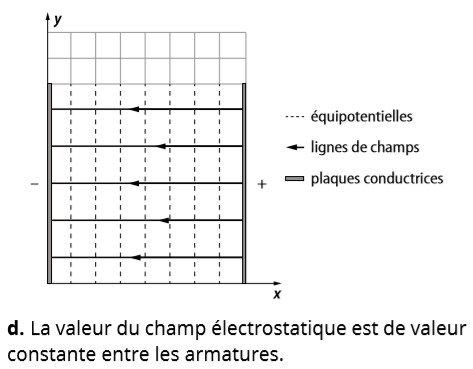 y
équipotentielles
lignes de champs
plaques conductrices
– +
x
d. La valeur du champ électrostatique est de valeur
constante entre les armatures.